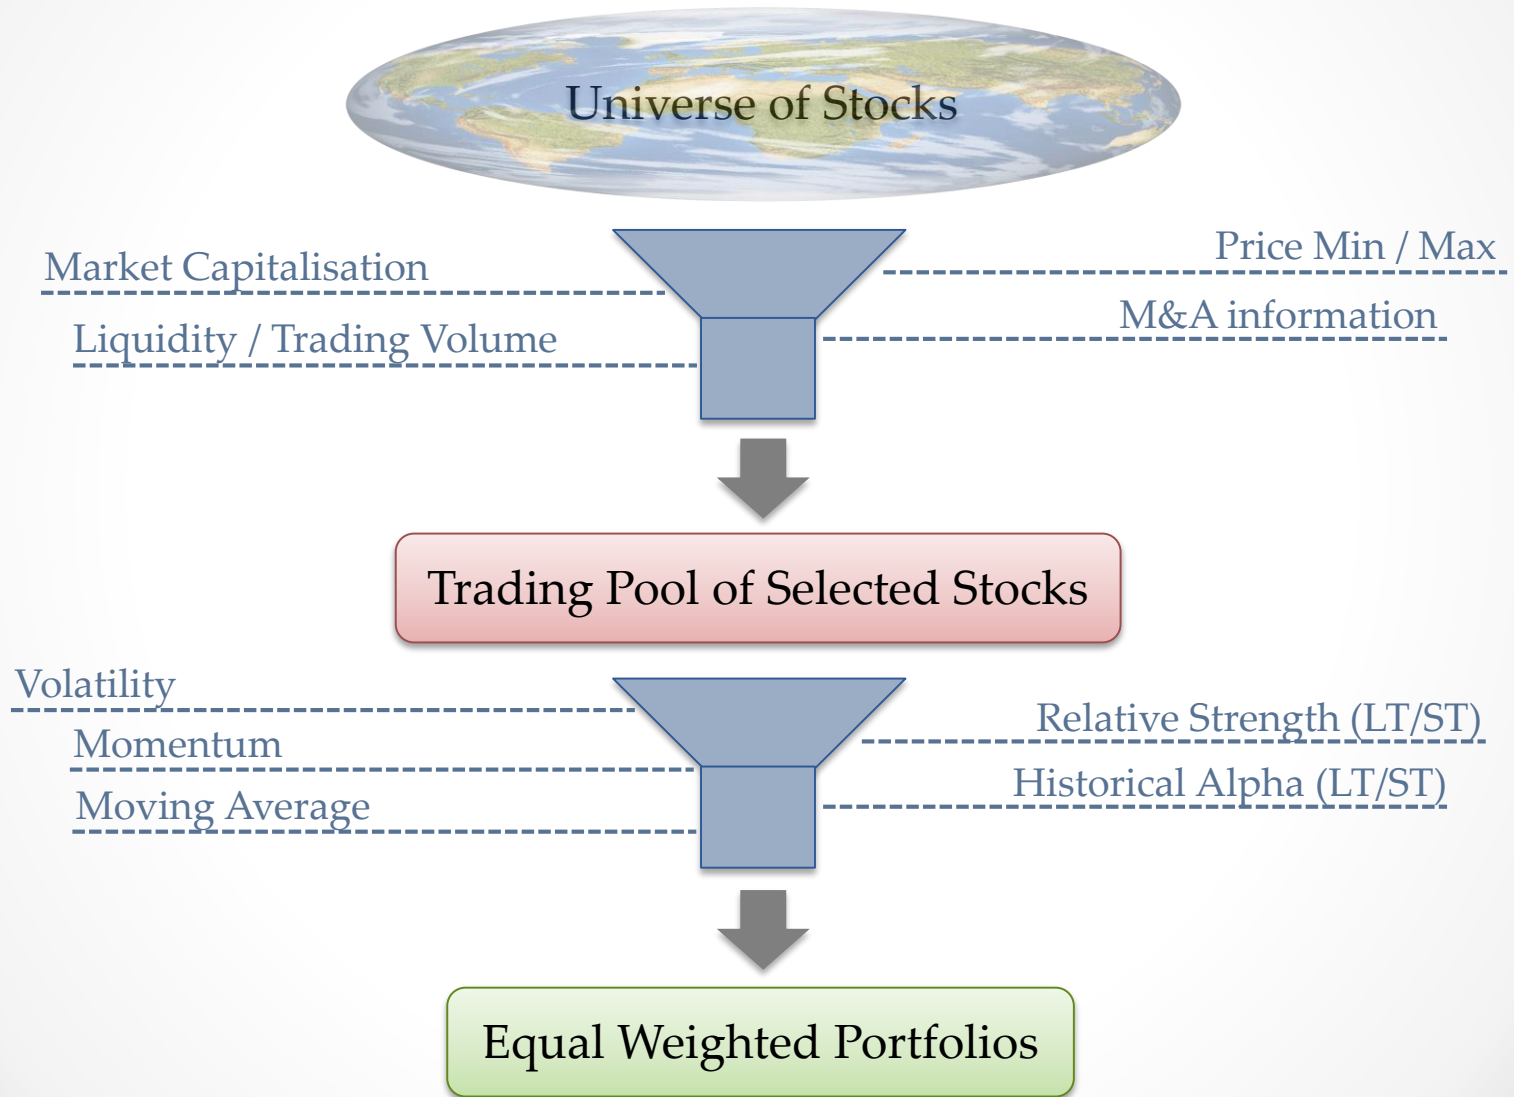 Universe of Stocks
Market Capitalisation
Price Min / Max
Liquidity / Trading Volume
M&A information
Trading Pool of Selected Stocks
Volatility
Relative Strength (LT/ST)
Momentum
Historical Alpha (LT/ST)
Moving Average
Equal Weighted Portfolios